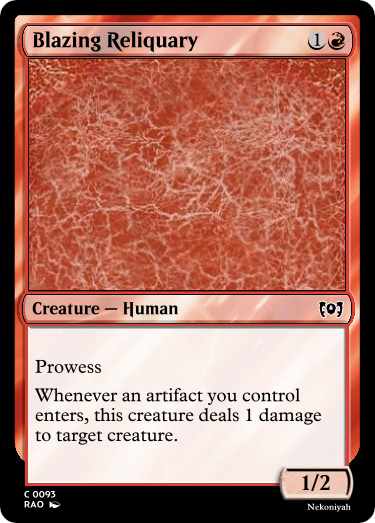 Blazing Reliquary 1
Creature — Human
Prowess
Whenever an artifact you control
enters, this creature deals 1 damage
to target creature.
1/2
C 0093
RAO
Nekoniyah